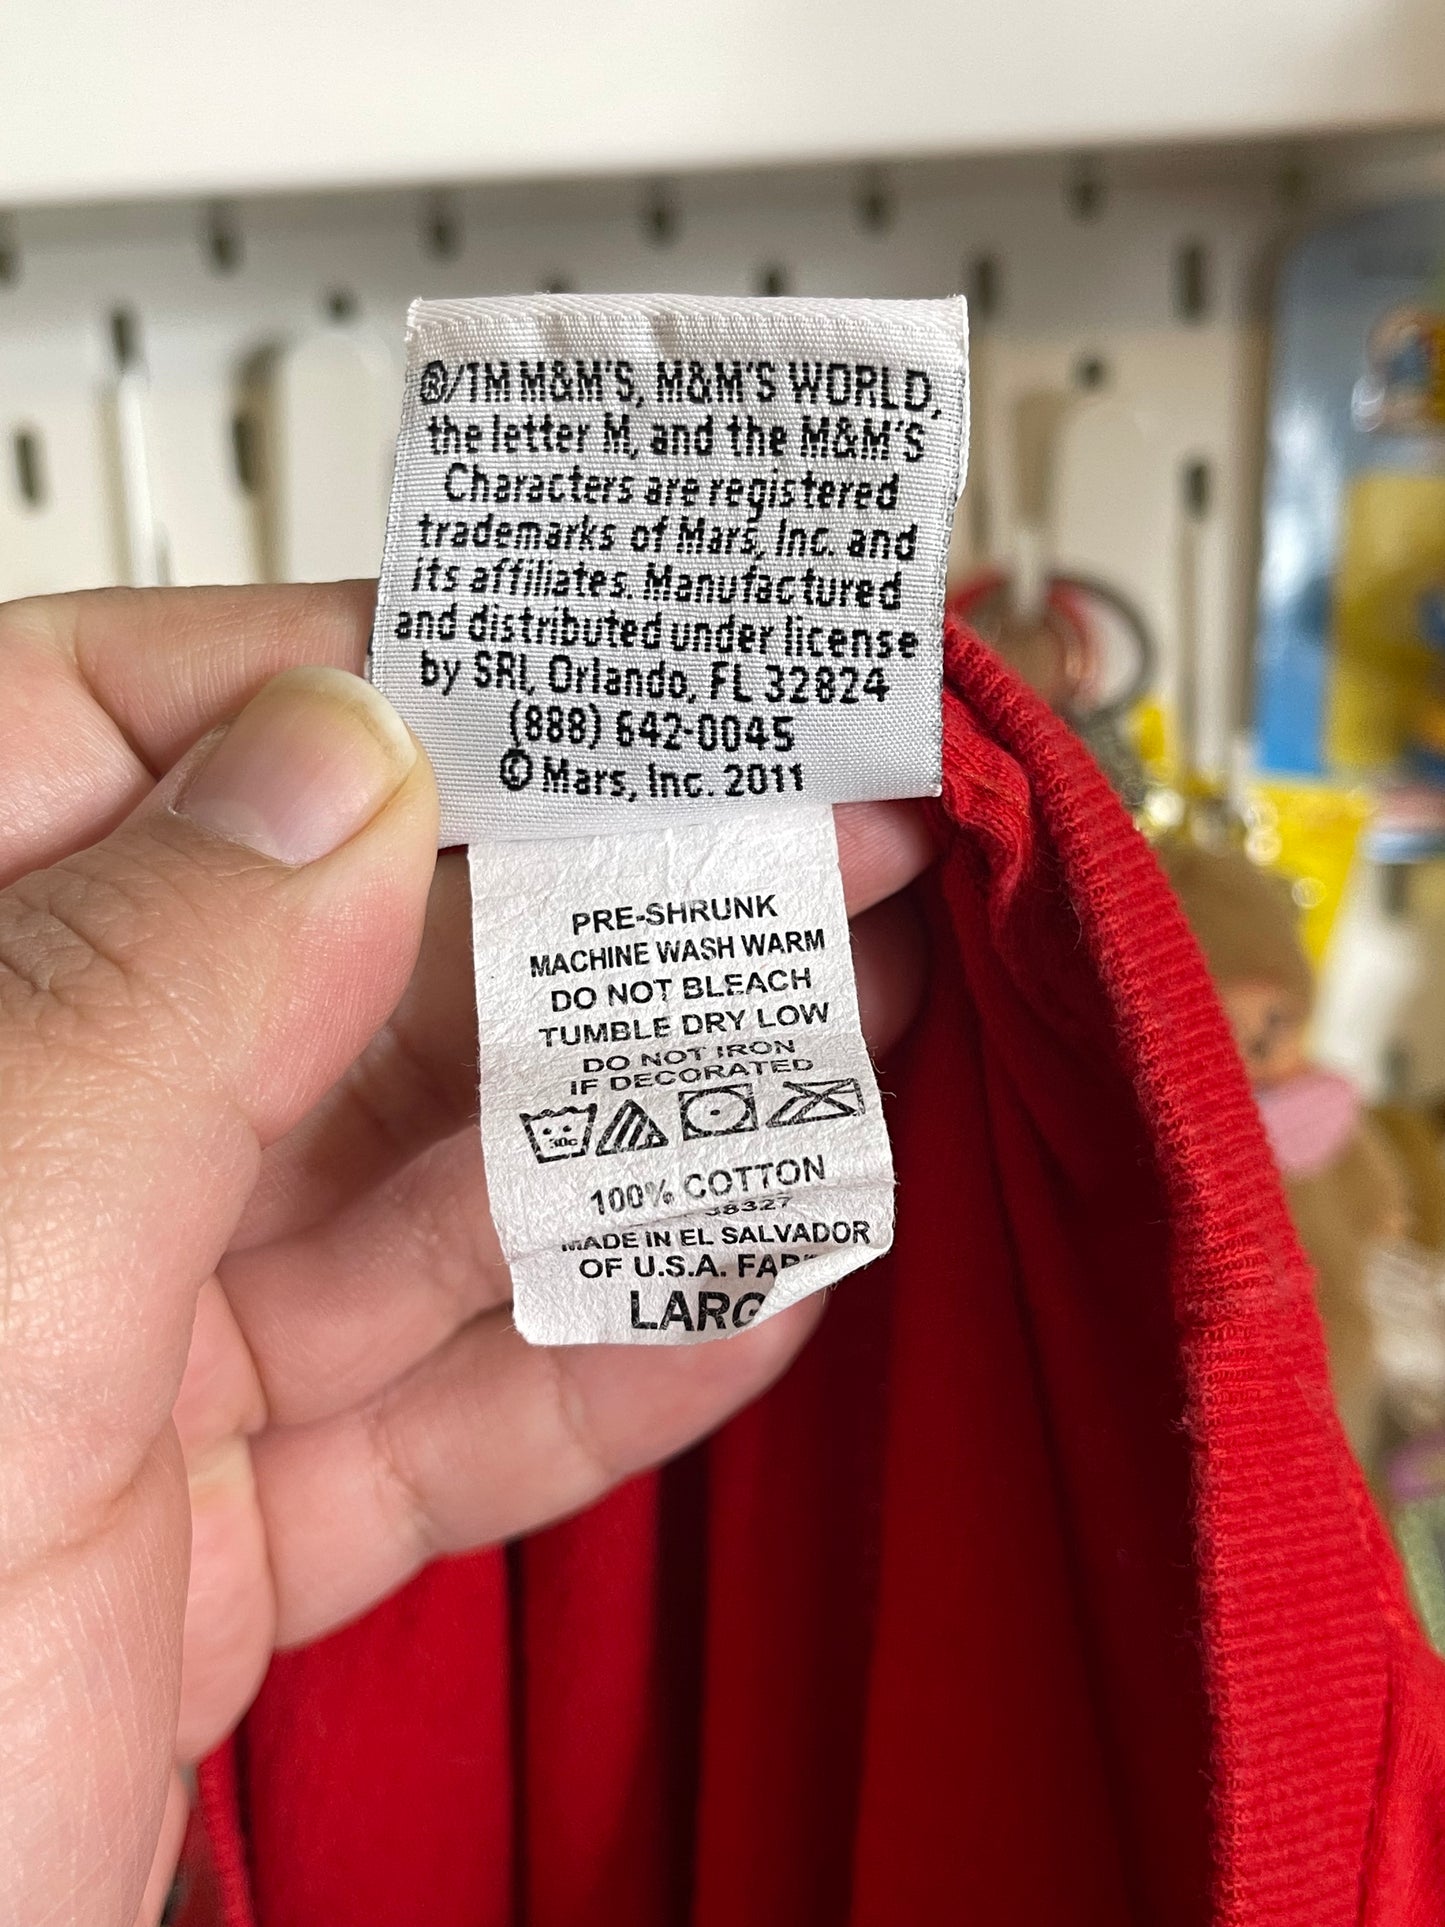 ®/TM M&M'S, M&M'S WORLD,
the letter M, and the M&M'S
Characters are registered
trademarks of Mars, Inc. and
its affiliates. Manufactured
and distributed under license
by SRI, Orlando, FL 32824
(888) 642-0045
© Mars, Inc. 2011
PRE-SHRUNK
MACHINE WASH WARM
DO NOT BLEACH
TUMBLE DRY LOW
DO NOT IRON
IF DECORATED
30c
100% COTTON
38327
MADE IN EL SALVADOR
OF U.S.A.
LARG